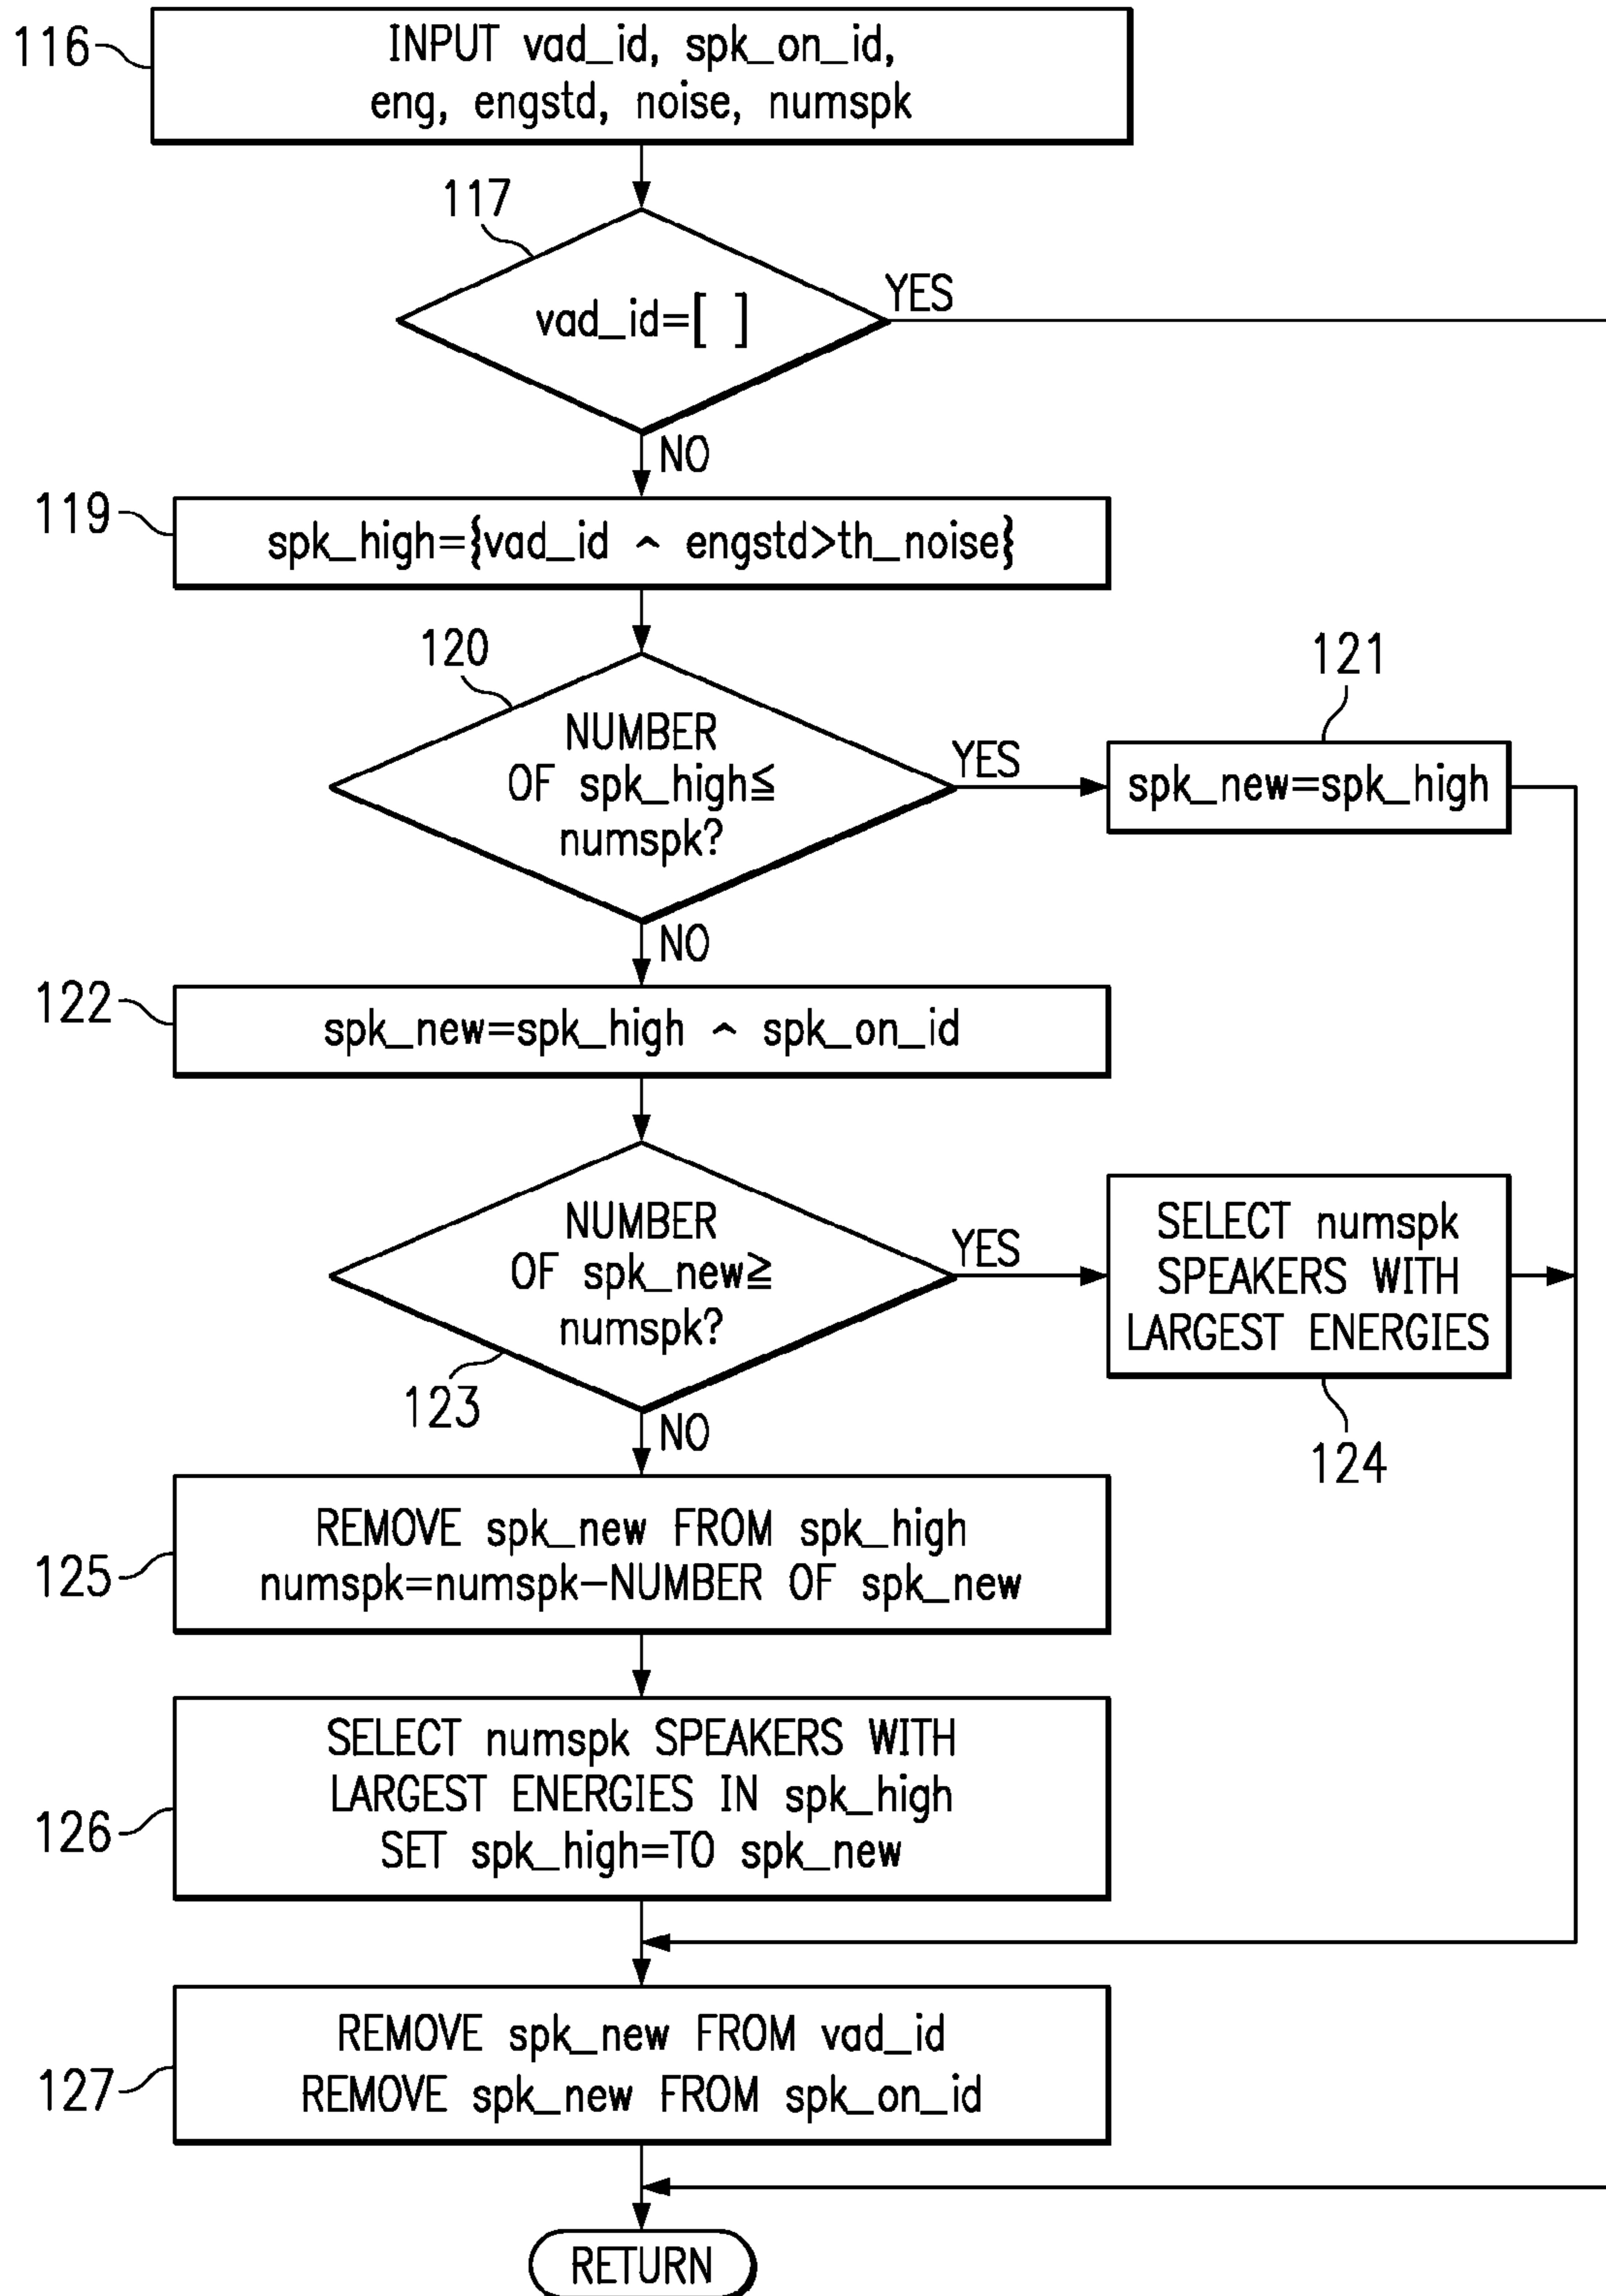 116
INPUT vad_id, spk_on_id,
eng, engstd, noise, numspk
117
vad_id=[ ]
YES
NO
119
spk_high={vad_id ^ engstd>th_noise}
120
NUMBER
OF spk_high≦
numspk?
YES
121
spk_new=spk_high
NO
122
spk_new=spk_high ^ spk_on_id
NUMBER
OF spk_new≧
numspk?
123
YES
SELECT numspk
SPEAKERS WITH
LARGEST ENERGIES
124
NO
125
REMOVE spk_new FROM spk_high
numspk=numspk-NUMBER OF spk_new
126
SELECT numspk SPEAKERS WITH
LARGEST ENERGIES IN spk_high
SET spk_high=TO spk_new
127
REMOVE spk_new FROM vad_id
REMOVE spk_new FROM spk_on_id
RETURN